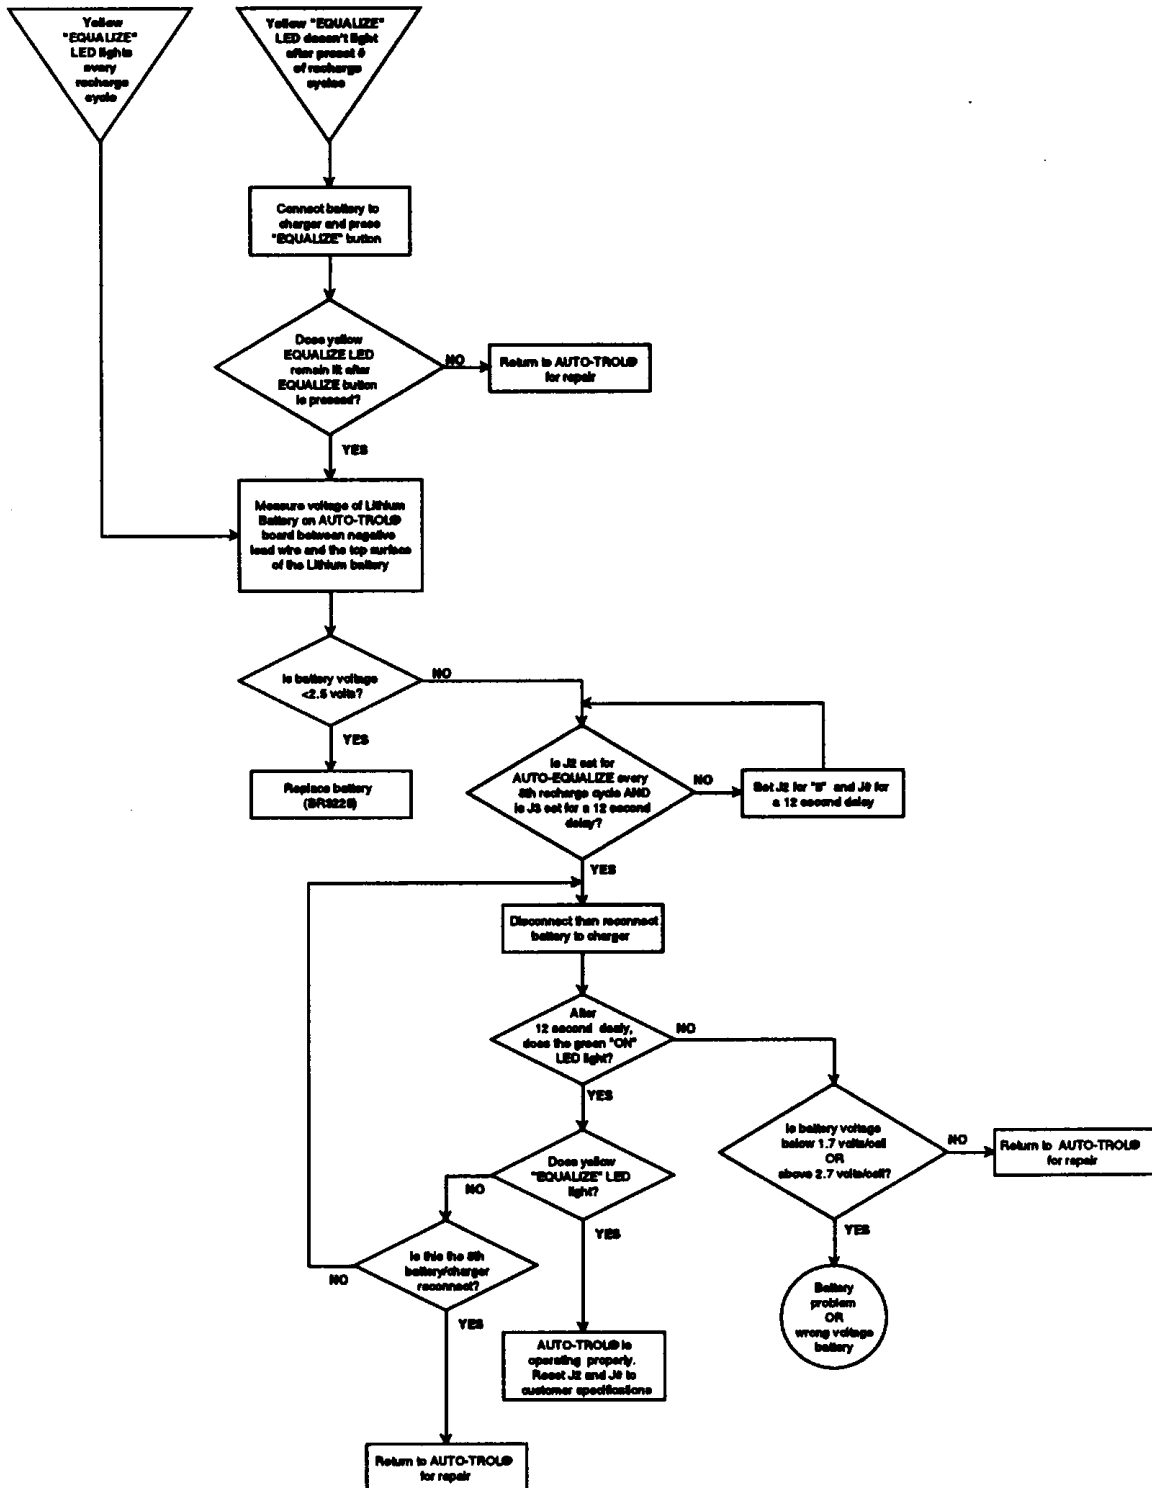 Yellow
"EQUALIZE"
LED lights
every
recharge
cycle
Yellow "EQUALIZE"
LED doesn't light
after preset #
of recharge
cycles
Connect battery to
charger and press
"EQUALIZE" button
Does yellow
EQUALIZE LED
remain lit after
EQUALIZE button
is pressed?
NO
Return to AUTO-TROL®
for repair
YES
Measure voltage of Lithium
Battery on AUTO-TROL®
board between negative
lead wire and the top surface
of the Lithium battery
Is battery voltage
<2.5 volts?
NO
YES
Replace battery
Is J2 set for
AUTO-EQUALIZE every
recharge cycle AND
is J3 set for a 12 second
delay?
NO
Set J2 for and for
a 12 second delay
YES
Disconnect then reconnect
battery to charger
After
12 second dealy,
does the green "ON"
LED light?
NO
YES
Is battery voltage
below 1.7 volts/cell
OR
above 2.7 volts/cell?
NO
Return to AUTO-TROL®
for repair
YES
Battery
problem
OR
wrong voltage
battery
Does yellow
"EQUALIZE" LED
light?
NO
YES
Is this the
battery/charger
reconnect?
NO
YES
AUTO-TROL® is
operating properly.
Reset J2 and to
customer specifications
Return to AUTO-TROL®
for repair